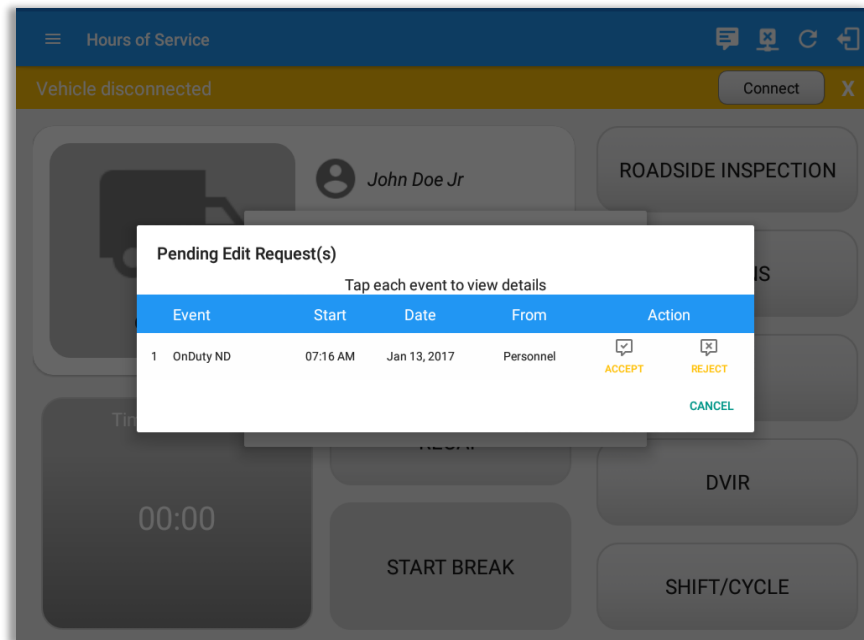 Hours of Service
Vehicle disconnected
Connect
X
John Doe Jr
ROADSIDE INSPECTION
Pending Edit Request(s)
Tap each event to view details
Event Start Date From Action
1 OnDuty ND 07:16 AM Jan 13, 2017 Personnel
ACCEPT REJECT
CANCEL
DVIR
00:00
START BREAK
SHIFT/CYCLE